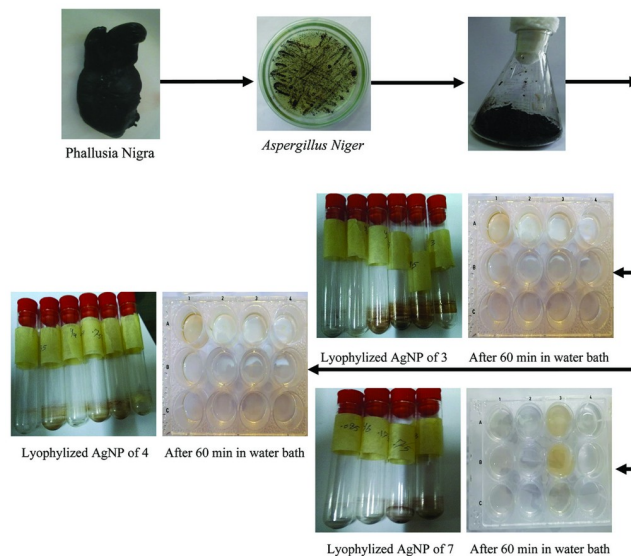 Phallusia Nigra
Aspergillus Niger
Lyophylized AgNP of 3
After 60 min in water bath
Lyophylized AgNP of 4
After 60 min in water bath
Lyophylized AgNP of 7
After 60 min in water bath